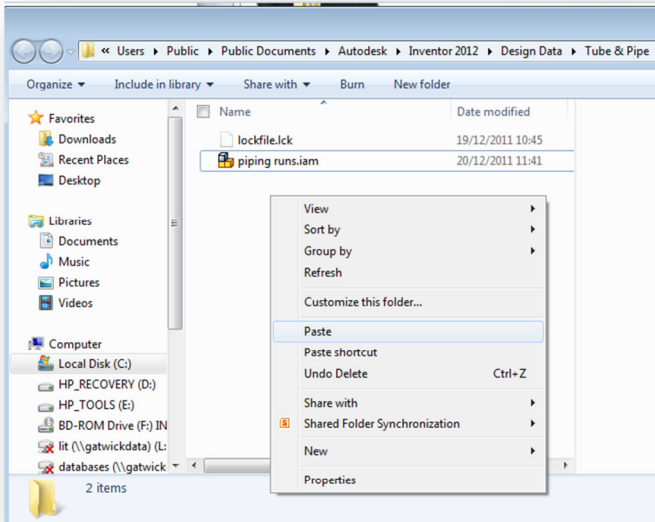 « Users Public Public Documents Autodesk Inventor 2012 Design Data Tube & Pipe
Organize Include in library Share with Burn New folder
Favorites
Downloads
Recent Places
Desktop
Libraries
Documents
Music
Pictures
Videos
Computer
Local Disk (C:)
HP_RECOVERY (D:)
HP_TOOLS (E:)
BD-ROM Drive (F:) IN
lit (\\gatwickdata) (L:
databases (\\gatwick
Name Date modified
lockfile.lck 19/12/2011 10:45
piping runs.iam 20/12/2011 11:41
View
Sort by
Group by
Refresh
Customize this folder...
Paste
Paste shortcut
Undo Delete Ctrl+Z
Share with
S Shared Folder Synchronization
New
Properties
2 items